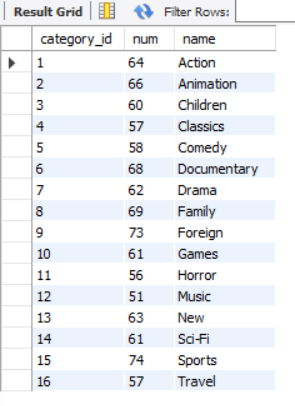 Result Grid Filter Rows:
category_id num name
1 64 Action
2 66 Animation
3 60 Children
4 57 Classics
5 58 Comedy
6 68 Documentary
7 62 Drama
8 69 Family
9 73 Foreign
10 61 Games
11 56 Horror
12 51 Music
13 63 New
14 61 Sci-Fi
15 74 Sports
16 57 Travel